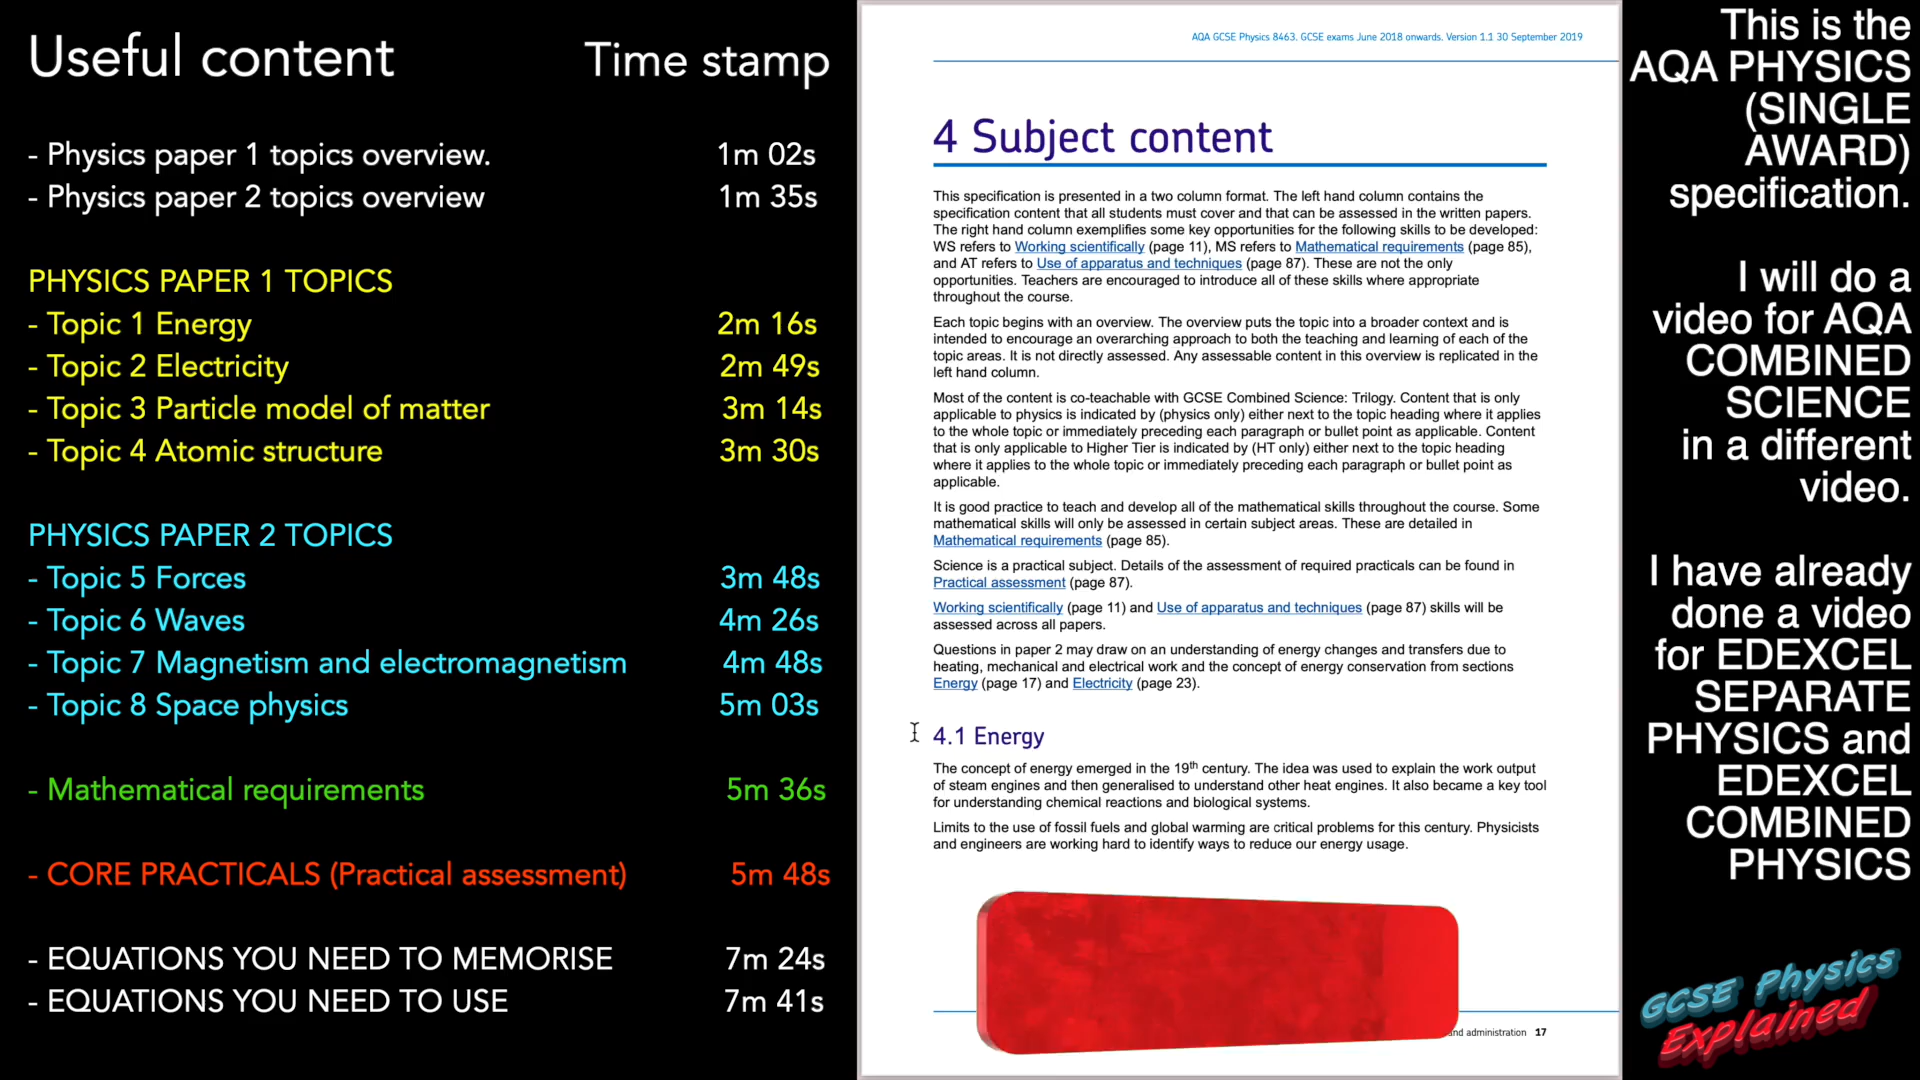 Useful content Time stamp
- Physics paper 1 topics overview. 1m 02s
- Physics paper 2 topics overview 1m 35s
PHYSICS PAPER 1 TOPICS
- Topic 1 Energy 2m 16s
- Topic 2 Electricity 2m 49s
- Topic 3 Particle model of matter 3m 14s
- Topic 4 Atomic structure 3m 30s
PHYSICS PAPER 2 TOPICS
- Topic 5 Forces 3m 48s
- Topic 6 Waves 4m 26s
- Topic 7 Magnetism and electromagnetism 4m 48s
- Topic 8 Space physics 5m 03s
- Mathematical requirements 5m 36s
- CORE PRACTICALS (Practical assessment) 5m 48s
- EQUATIONS YOU NEED TO MEMORISE 7m 24s
- EQUATIONS YOU NEED TO USE 7m 41s
AQA GCSE Physics 8463. GCSE exams June 2018 onwards. Version 1.1 30 September 2019
4 Subject content
This specification is presented in a two column format. The left hand column contains the
specification content that all students must cover and that can be assessed in the written papers.
The right hand column exemplifies some key opportunities for the following skills to be developed:
WS refers to Working scientifically (page 11), MS refers to Mathematical requirements (page 85),
and AT refers to Use of apparatus and techniques (page 87). These are not the only
opportunities. Teachers are encouraged to introduce all of these skills where appropriate
throughout the course.
Each topic begins with an overview. The overview puts the topic into a broader context and is
intended to encourage an overarching approach to both the teaching and learning of each of the
topic areas. It is not directly assessed. Any assessable content in this overview is replicated in the
left hand column.
Most of the content is co-teachable with GCSE Combined Science: Trilogy. Content that is only
applicable to physics is indicated by (physics only) either next to the topic heading where it applies
to the whole topic or immediately preceding each paragraph or bullet point as applicable. Content
that is only applicable to Higher Tier is indicated by (HT only) either next to the topic heading
where it applies to the whole topic or immediately preceding each paragraph or bullet point as
applicable.
It is good practice to teach and develop all of the mathematical skills throughout the course. Some
mathematical skills will only be assessed in certain subject areas. These are detailed in
Mathematical requirements (page 85).
Science is a practical subject. Details of the assessment of required practicals can be found in
Practical assessment (page 87).
Working scientifically (page 11) and Use of apparatus and techniques (page 87) skills will be
assessed across all papers.
Questions in paper 2 may draw on an understanding of energy changes and transfers due to
heating, mechanical and electrical work and the concept of energy conservation from sections
Energy (page 17) and Electricity (page 23).
4.1 Energy
The concept of energy emerged in the 19th century. The idea was used to explain the work output
of steam engines and then generalised to understand other heat engines. It also became a key tool
for understanding chemical reactions and biological systems.
Limits to the use of fossil fuels and global warming are critical problems for this century. Physicists
and engineers are working hard to identify ways to reduce our energy usage.
and administration 17
This is the
AQA PHYSICS
(SINGLE
AWARD)
specification.
I will do a
video for AQA
COMBINED
SCIENCE
in a different
video.
I have already
done a video
for EDEXCEL
SEPARATE
PHYSICS and
EDEXCEL
COMBINED
PHYSICS
GCSE Physics
Explained